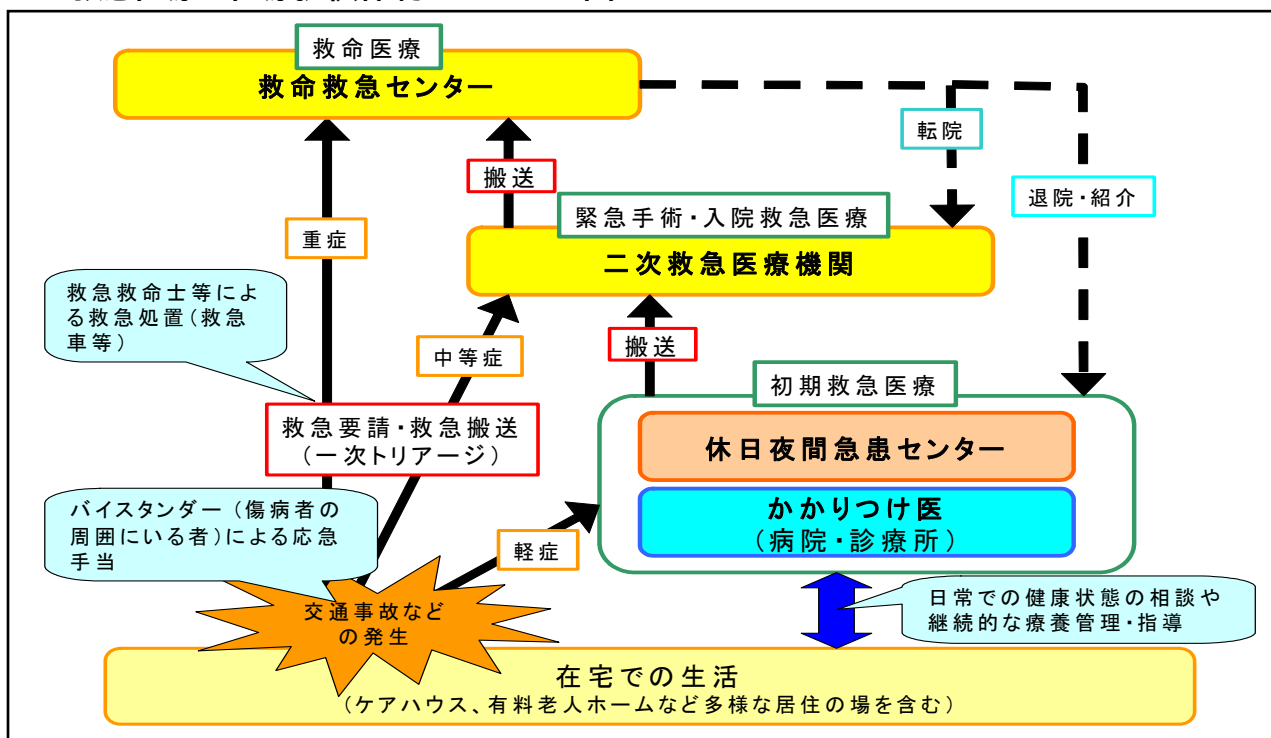 救命医療
救命救急センター
転院
搬送
退院・紹介
緊急手術・入院救急医療
重症
二次救急医療機関
救急救命士等によ
る救急処置(救急
車等)
中等症
搬送
初期救急医療
救急要請・救急搬送
(一次トリアージ)
休日夜間急患センター
かかりつけ医
(病院・診療所)
バイスタンダー(傷病者の
周囲にいる者)による応急
手当
軽症
交通事故など
の発生
日常での健康状態の相談や
継続的な療養管理・指導
在宅での生活
(ケアハウス、有料老人ホームなど多様な居住の場を含む)